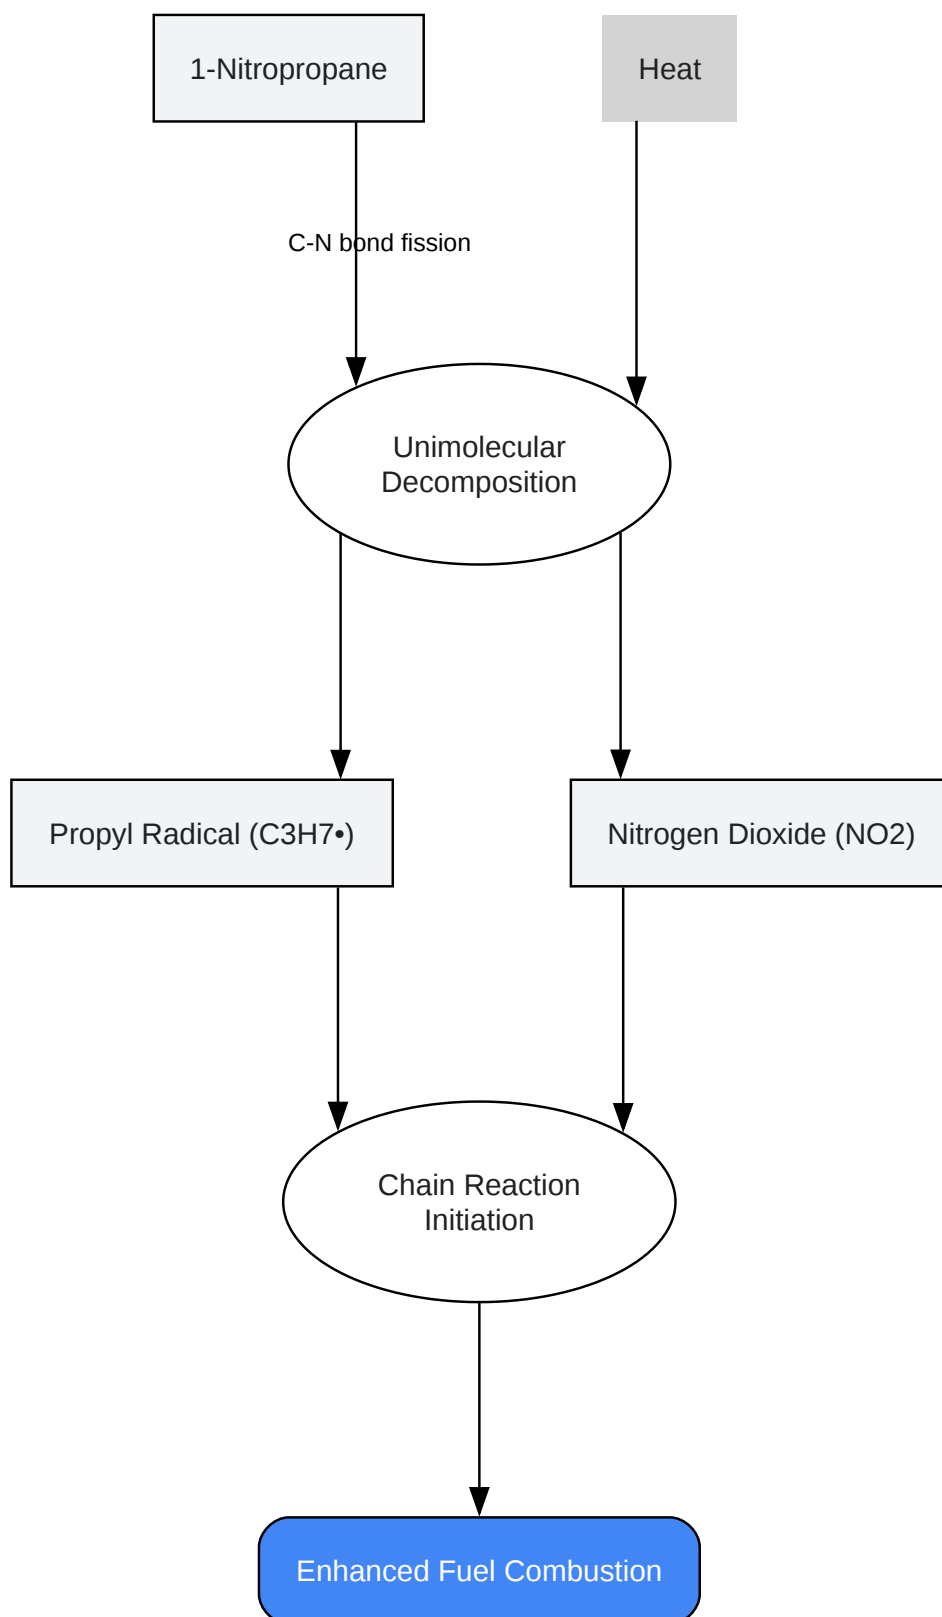 1-Nitropropane
Heat
C-N bond fission
Unimolecular
Decomposition
Propyl Radical (C3H7•)
Nitrogen Dioxide (NO2)
Chain Reaction
Initiation
Enhanced Fuel Combustion